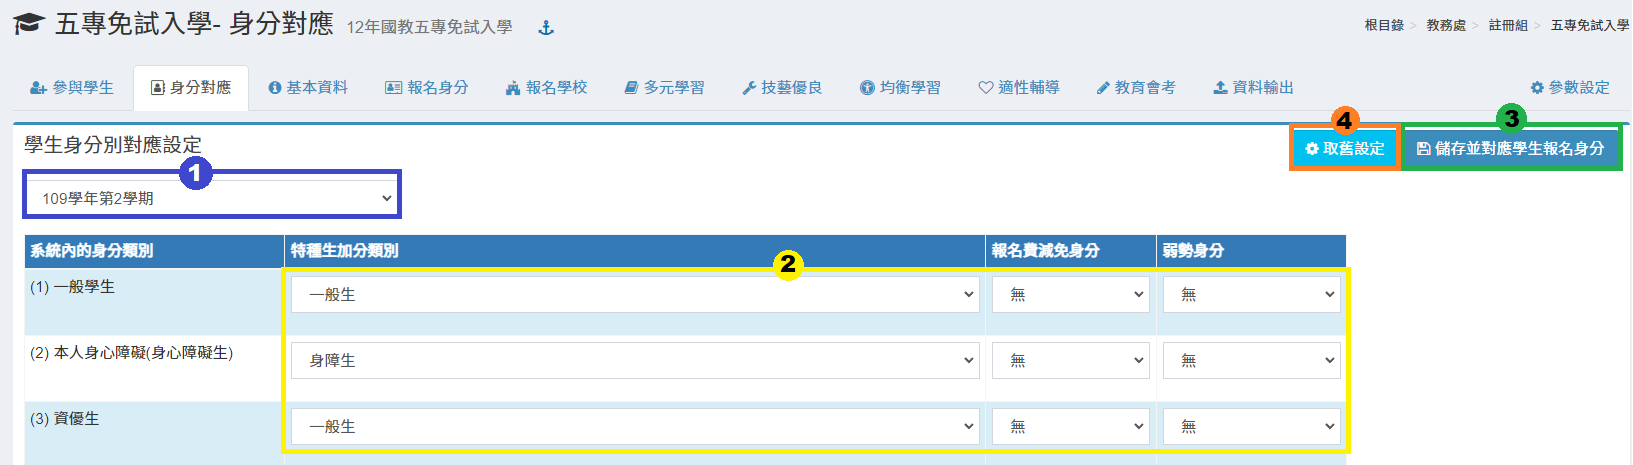 五專免試入學- 身分對應 12年國教五專免試入學
根目錄 > 教務處 > 註冊組 > 五專免試入學
參與學生 身分對應 基本資料 報名身分 報名學校 多元學習 技藝優良 均衡學習 適性輔導 教育會考 資料輸出 參數設定
學生身分別對應設定
4 取舊設定
3 儲存並對應學生報名身分
1
109學年第2學期
系統內的身分類別 特種生加分類別 報名費減免身分 弱勢身分
2
(1) 一般學生 一般生 無 無
(2) 本人身心障礙(身心障礙生) 身障生 無 無
(3) 資優生 一般生 無 無